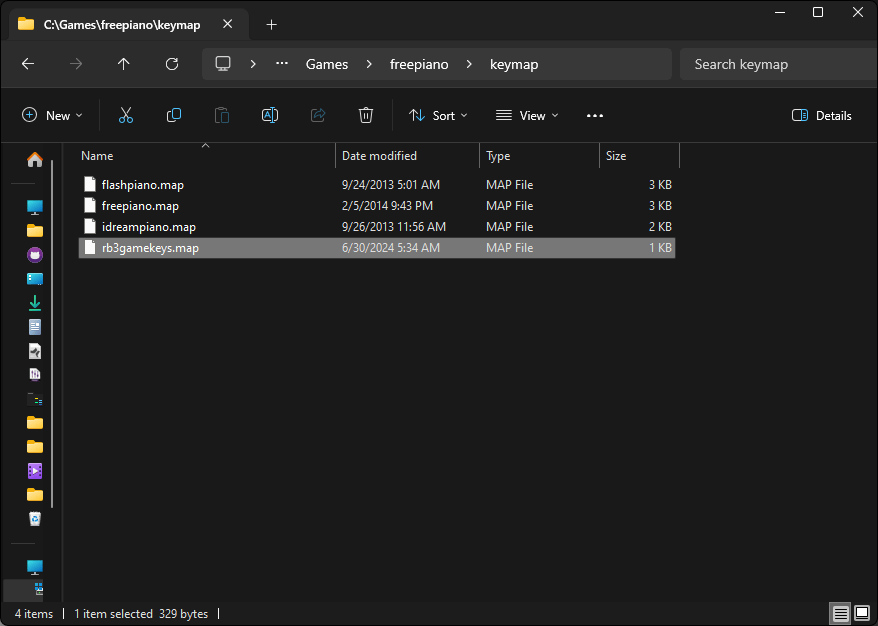 C:\Games\freepiano\keymap
Games > freepiano > keymap
Search keymap
New
Sort
View
Details
Name Date modified Type Size
flashpiano.map 9/24/2013 5:01 AM MAP File 3 KB
freepiano.map 2/5/2014 9:43 PM MAP File 3 KB
idreampiano.map 9/26/2013 11:56 AM MAP File 2 KB
rb3gamekeys.map 6/30/2024 5:34 AM MAP File 1 KB
4 items 1 item selected 329 bytes